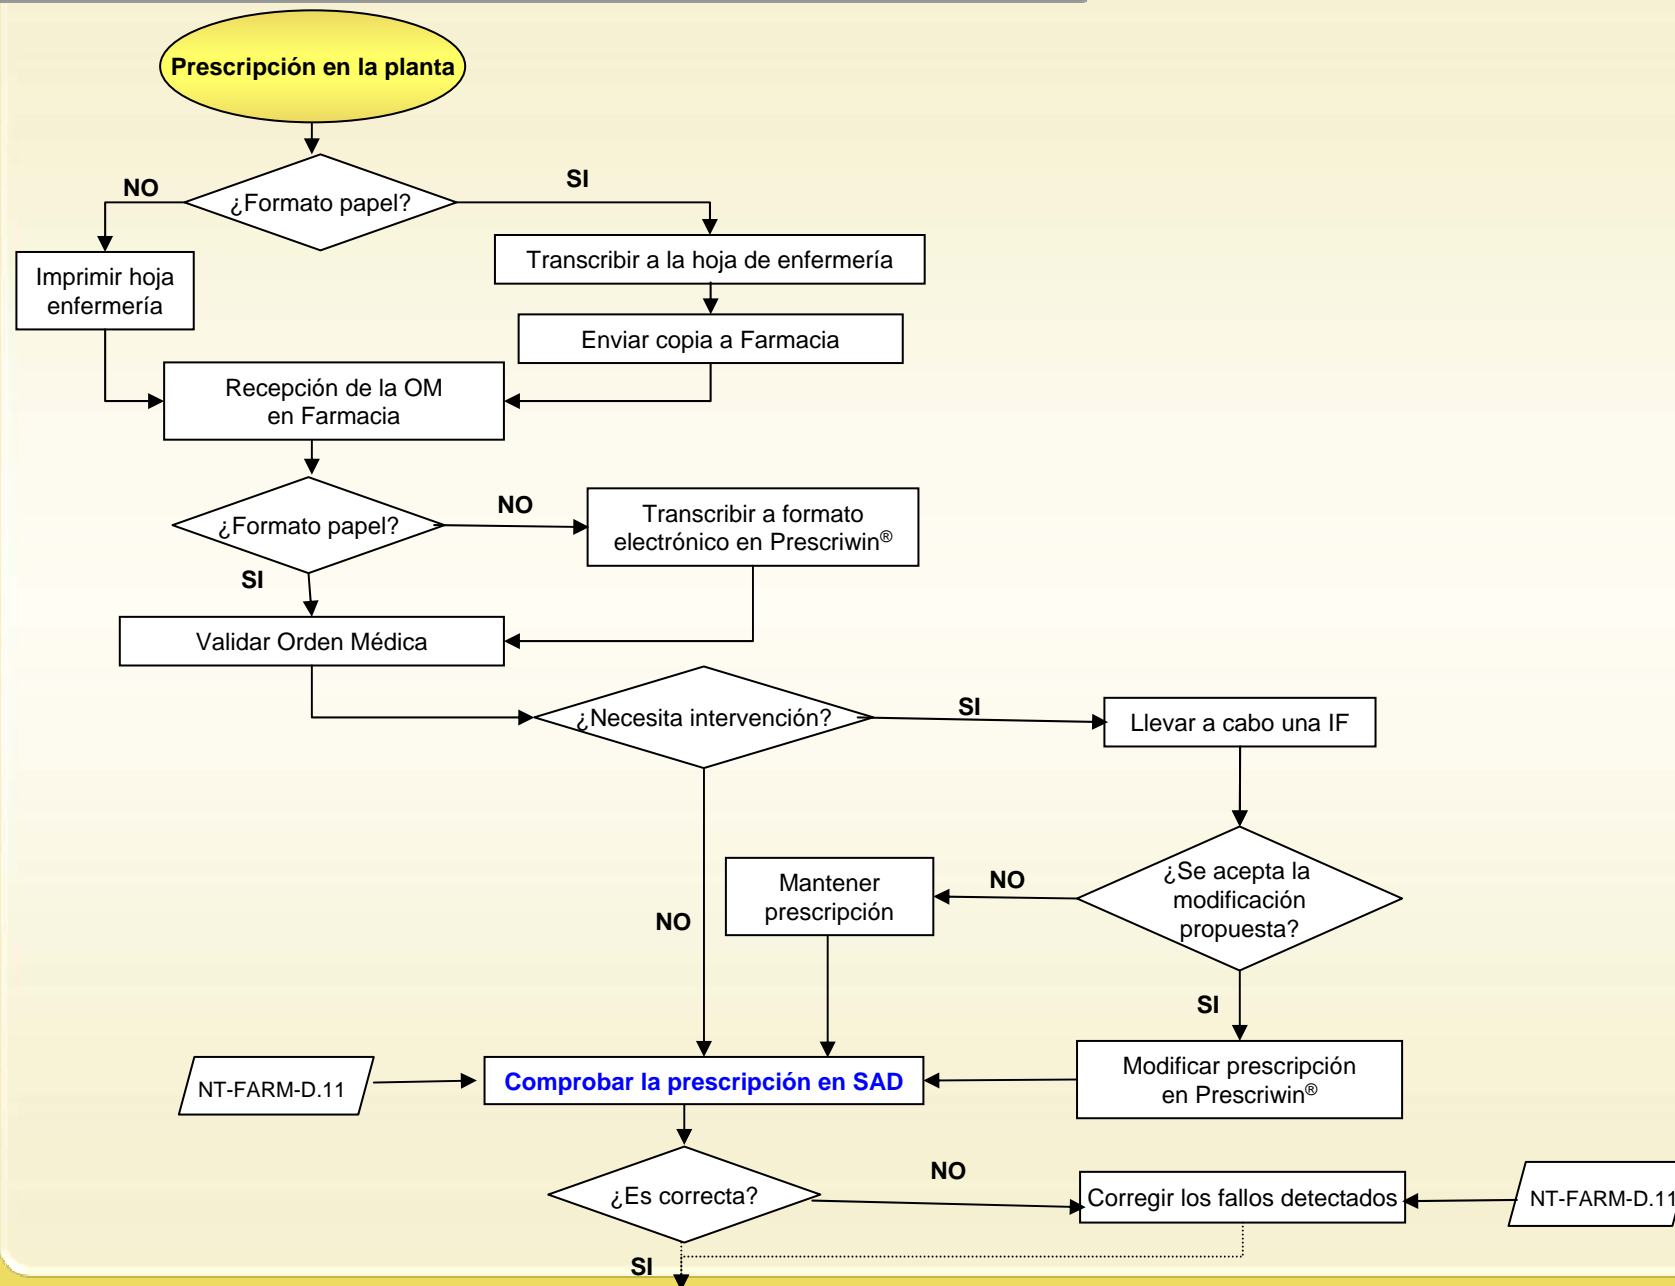 Prescripción en la planta
¿Formato papel?
NO
SI
Imprimir hoja
enfermería
Transcribir a la hoja de enfermería
Enviar copia a Farmacia
Recepción de la OM
en Farmacia
¿Formato papel?
NO
SI
Transcribir a formato
electrónico en Prescriwin®
Validar Orden Médica
¿Necesita intervención?
SI
NO
Llevar a cabo una IF
¿Se acepta la
modificación
propuesta?
NO
SI
Mantener
prescripción
Modificar prescripción
en Prescriwin®
NT-FARM-D.11
Comprobar la prescripción en SAD
¿Es correcta?
NO
SI
Corregir los fallos detectados
NT-FARM-D.11